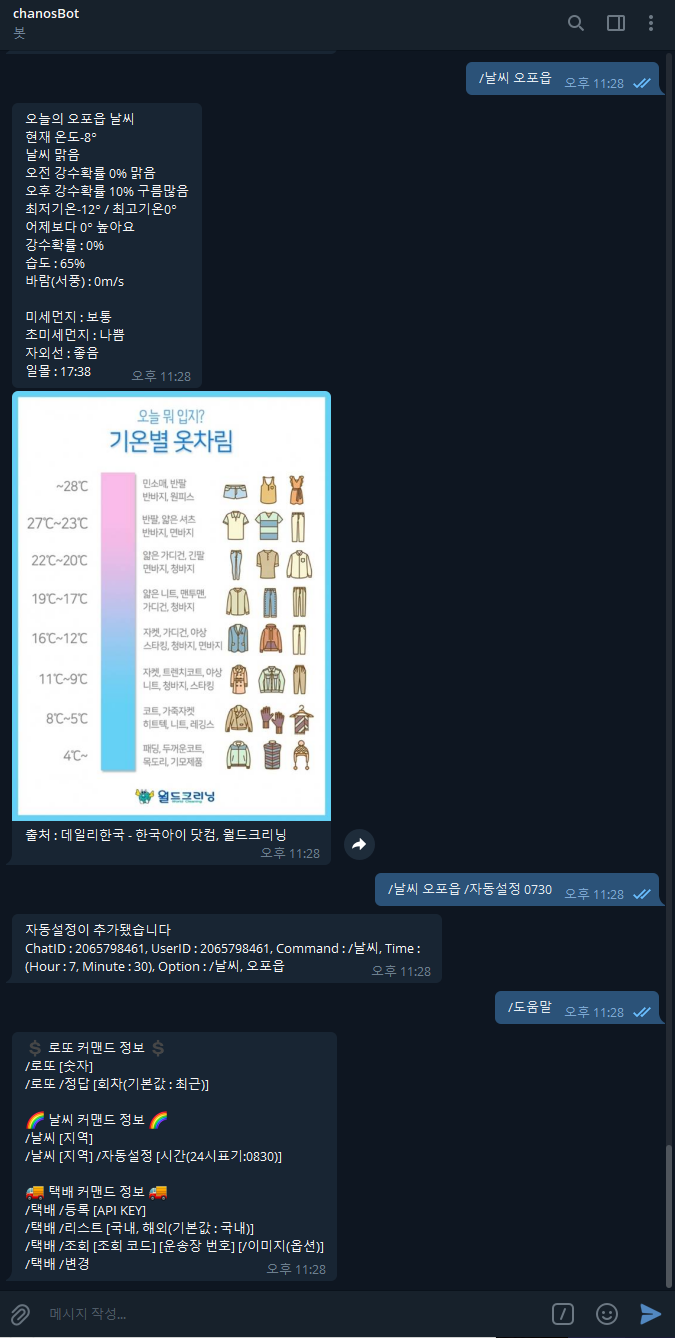 chanosBot
봇
/날씨 오포읍
오후 11:28
오늘의 오포읍 날씨
현재 온도-8°
날씨 맑음
오전 강수확률 0% 맑음
오후 강수확률 10% 구름많음
최저기온-12° / 최고기온0°
어제보다 0° 높아요
강수확률 : 0%
습도 : 65%
바람(서풍) : 0m/s
미세먼지 : 보통
초미세먼지 : 나쁨
자외선 : 좋음
일몰 : 17:38
오후 11:28
오늘 뭐 입지?
기온별 옷차림
~28℃
민소매, 반팔
반바지, 원피스
27℃~23℃
반팔, 얇은 셔츠
반바지, 면바지
22℃~20℃
얇은 가디건, 긴팔
면바지, 청바지
19℃~17℃
얇은 니트, 맨투맨,
가디건, 청바지
16℃~12℃
자켓, 가디건, 야상
스타킹, 청바지, 면바지
11℃~9℃
자켓, 트렌치코트, 야상
니트, 청바지, 스타킹
8℃~5℃
코트, 가죽자켓
히트텍, 니트, 레깅스
4℃~
패딩, 두꺼운코트,
목도리, 기모제품
월드크리닝
출처 : 데일리한국 - 한국아이 닷컴, 월드크리닝
오후 11:28
/날씨 오포읍 /자동설정 0730
오후 11:28
자동설정이 추가됐습니다
ChatID : 2065798461, UserID : 2065798461, Command : /날씨, Time :
(Hour : 7, Minute : 30), Option : /날씨, 오포읍
오후 11:28
/도움말
오후 11:28
💲 로또 커맨드 정보 💲
/로또 [숫자]
/로또 /정답 [회차(기본값 : 최근)]
🌈 날씨 커맨드 정보 🌈
/날씨 [지역]
/날씨 [지역] /자동설정 [시간(24시표기:0830)]
🚚 택배 커맨드 정보 🚚
/택배 /등록 [API KEY]
/택배 /리스트 [국내, 해외(기본값 : 국내)]
/택배 /조회 [조회 코드] [운송장 번호] [/이미지(옵션)]
/택배 /변경
오후 11:28
메시지 작성...